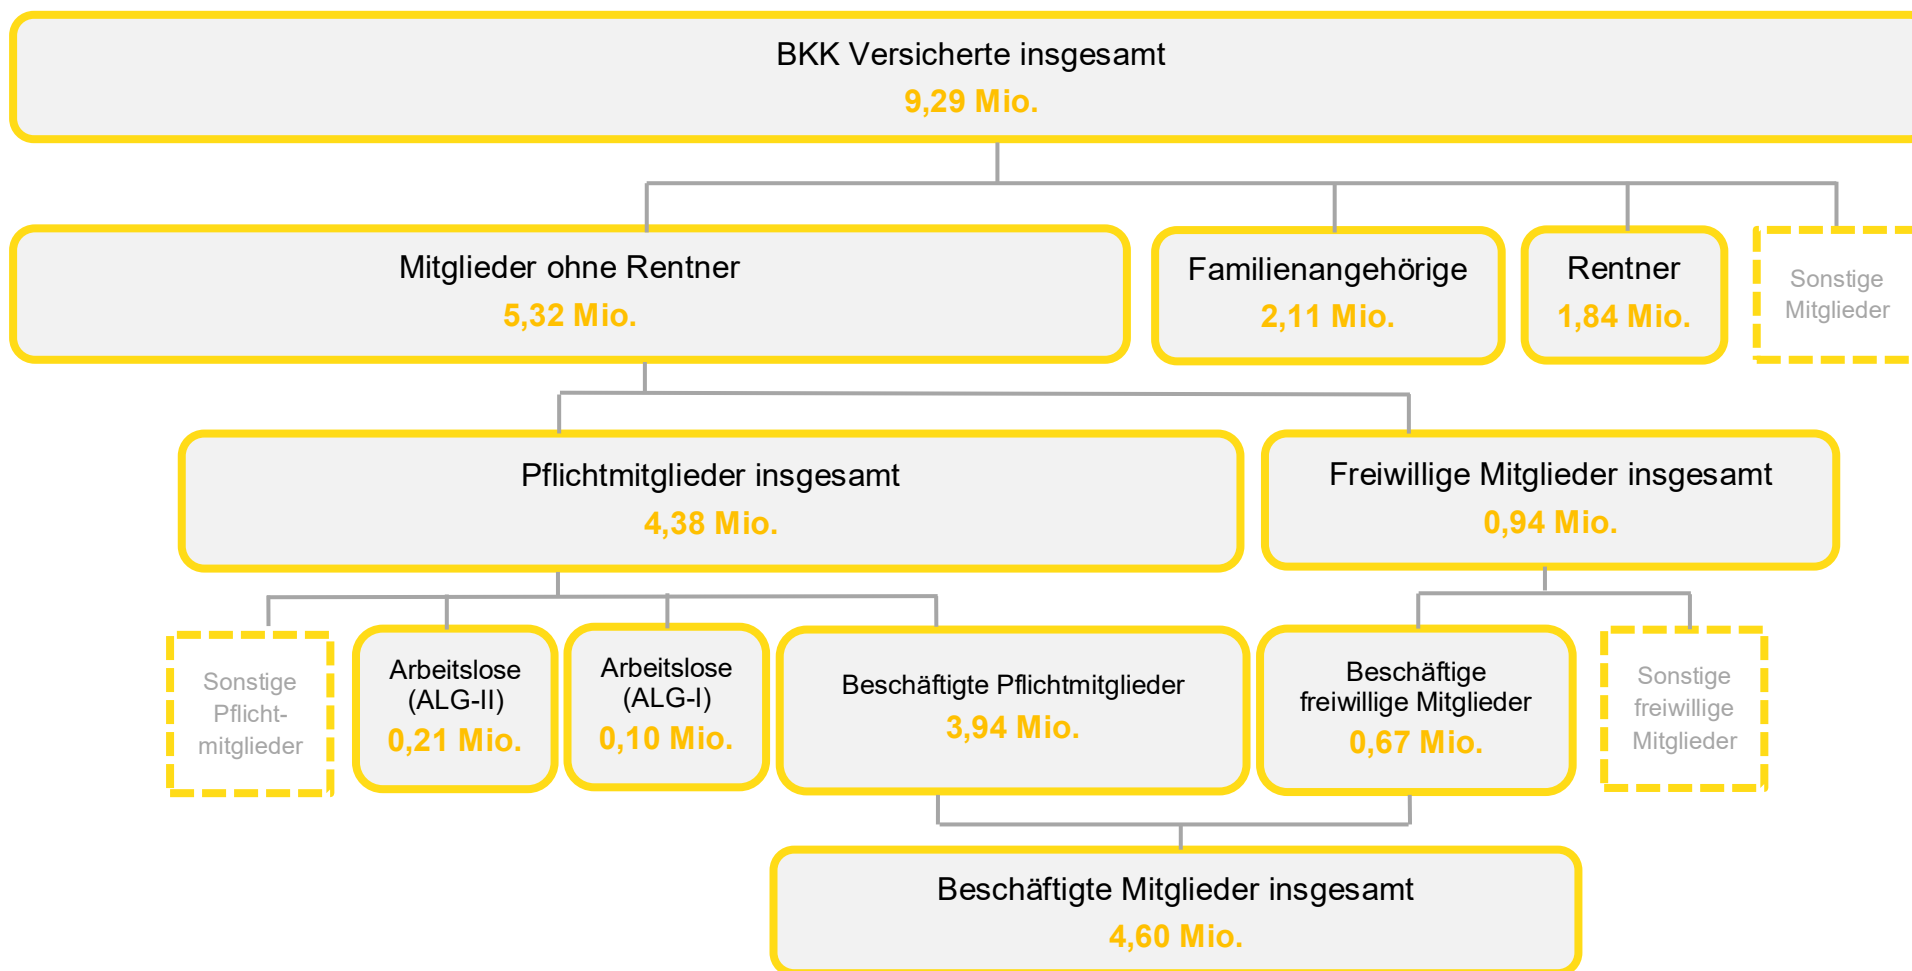 BKK Versicherte insgesamt
9,29 Mio.
Mitglieder ohne Rentner
5,32 Mio.
Familienangehörige
2,11 Mio.
Rentner
1,84 Mio.
Sonstige
Mitglieder
Pflichtmitglieder insgesamt
4,38 Mio.
Freiwillige Mitglieder insgesamt
0,94 Mio.
Sonstige
Pflicht-
mitglieder
Arbeitslose
(ALG-II)
0,21 Mio.
Arbeitslose
(ALG-I)
0,10 Mio.
Beschäftigte Pflichtmitglieder
3,94 Mio.
Beschäftige
freiwillige Mitglieder
0,67 Mio.
Sonstige
freiwillige
Mitglieder
Beschäftigte Mitglieder insgesamt
4,60 Mio.